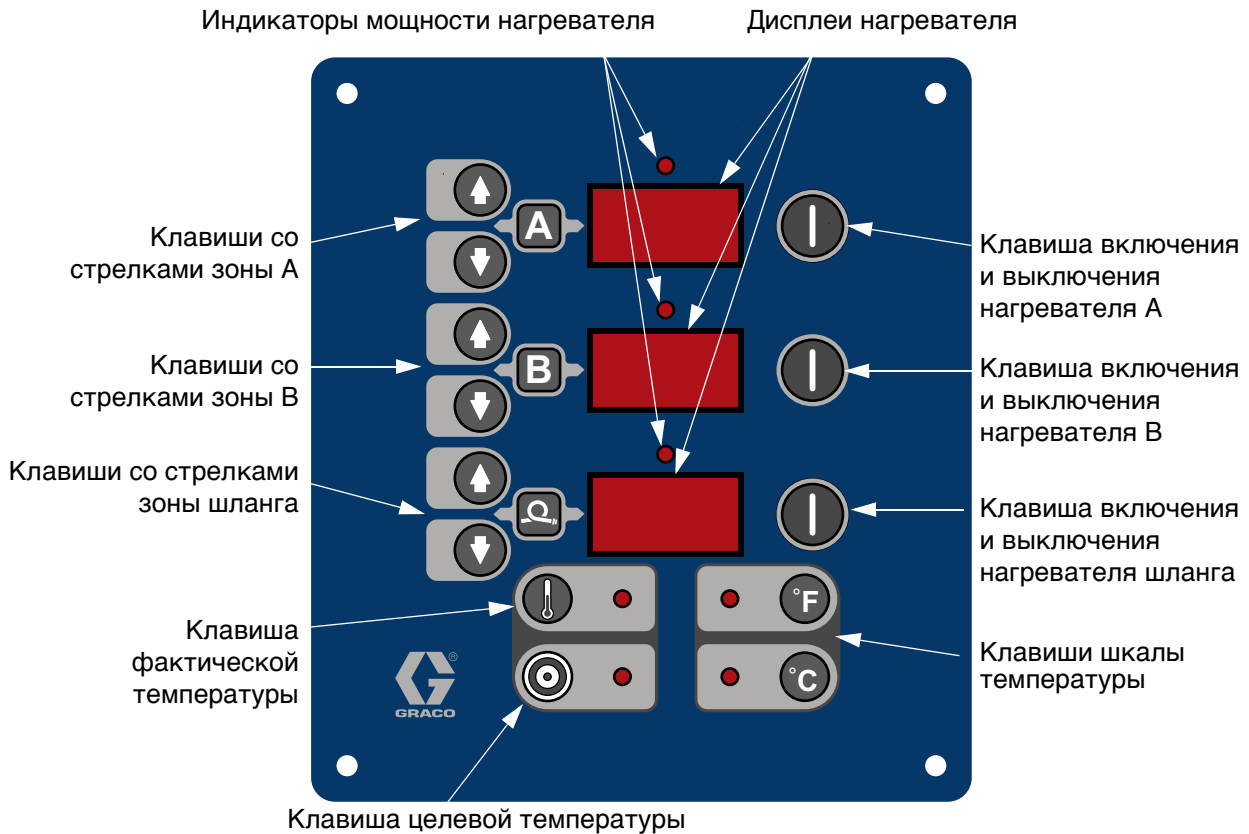 Индикаторы мощности нагревателя
Дисплеи нагревателя
Клавиши со
стрелками зоны А
A
Клавиша включения
и выключения
нагревателя А
Клавиши со
стрелками зоны В
B
Клавиша включения
и выключения
нагревателя В
Клавиши со стрелками
зоны шланга
Клавиша включения
и выключения
нагревателя шланга
Клавиша
фактической
температуры
°F
°C
Клавиши шкалы
температуры
®
GRACO
Клавиша целевой температуры